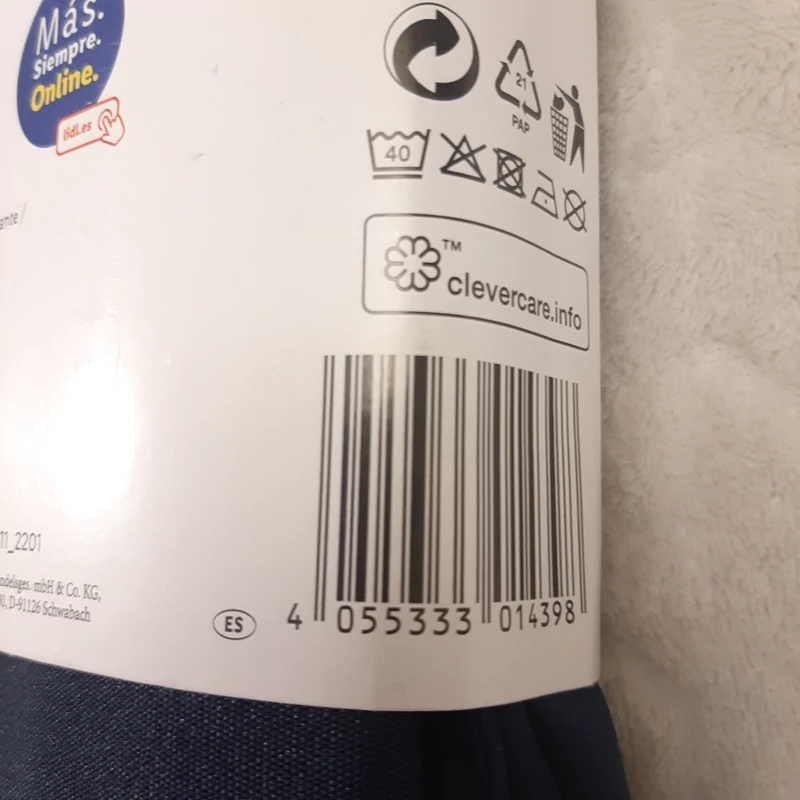 Más.
Siempre.
Online.
lidl.es
21
PAP
40
TM
clevercare.info
11_2201
mbH & Co. KG,
D-91126 Schwabach
ES
4 055333 014398